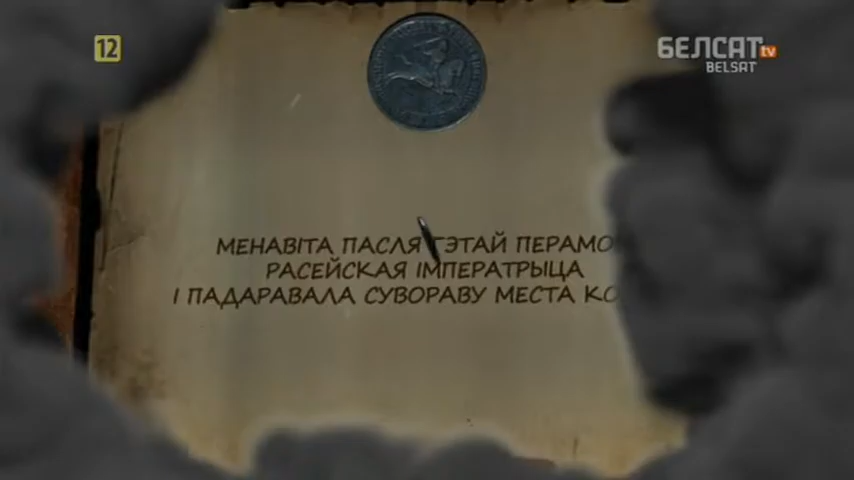 12
БЕЛСАТ tv
BELSAT
МЕНАВІТА ПАСЛЯ ГЭТАЙ
РАСЕЙСКАЯ ІМПЕРАТРЫЦА
І ПАДАРАВАЛА СУВОРАВУ МЕСТА